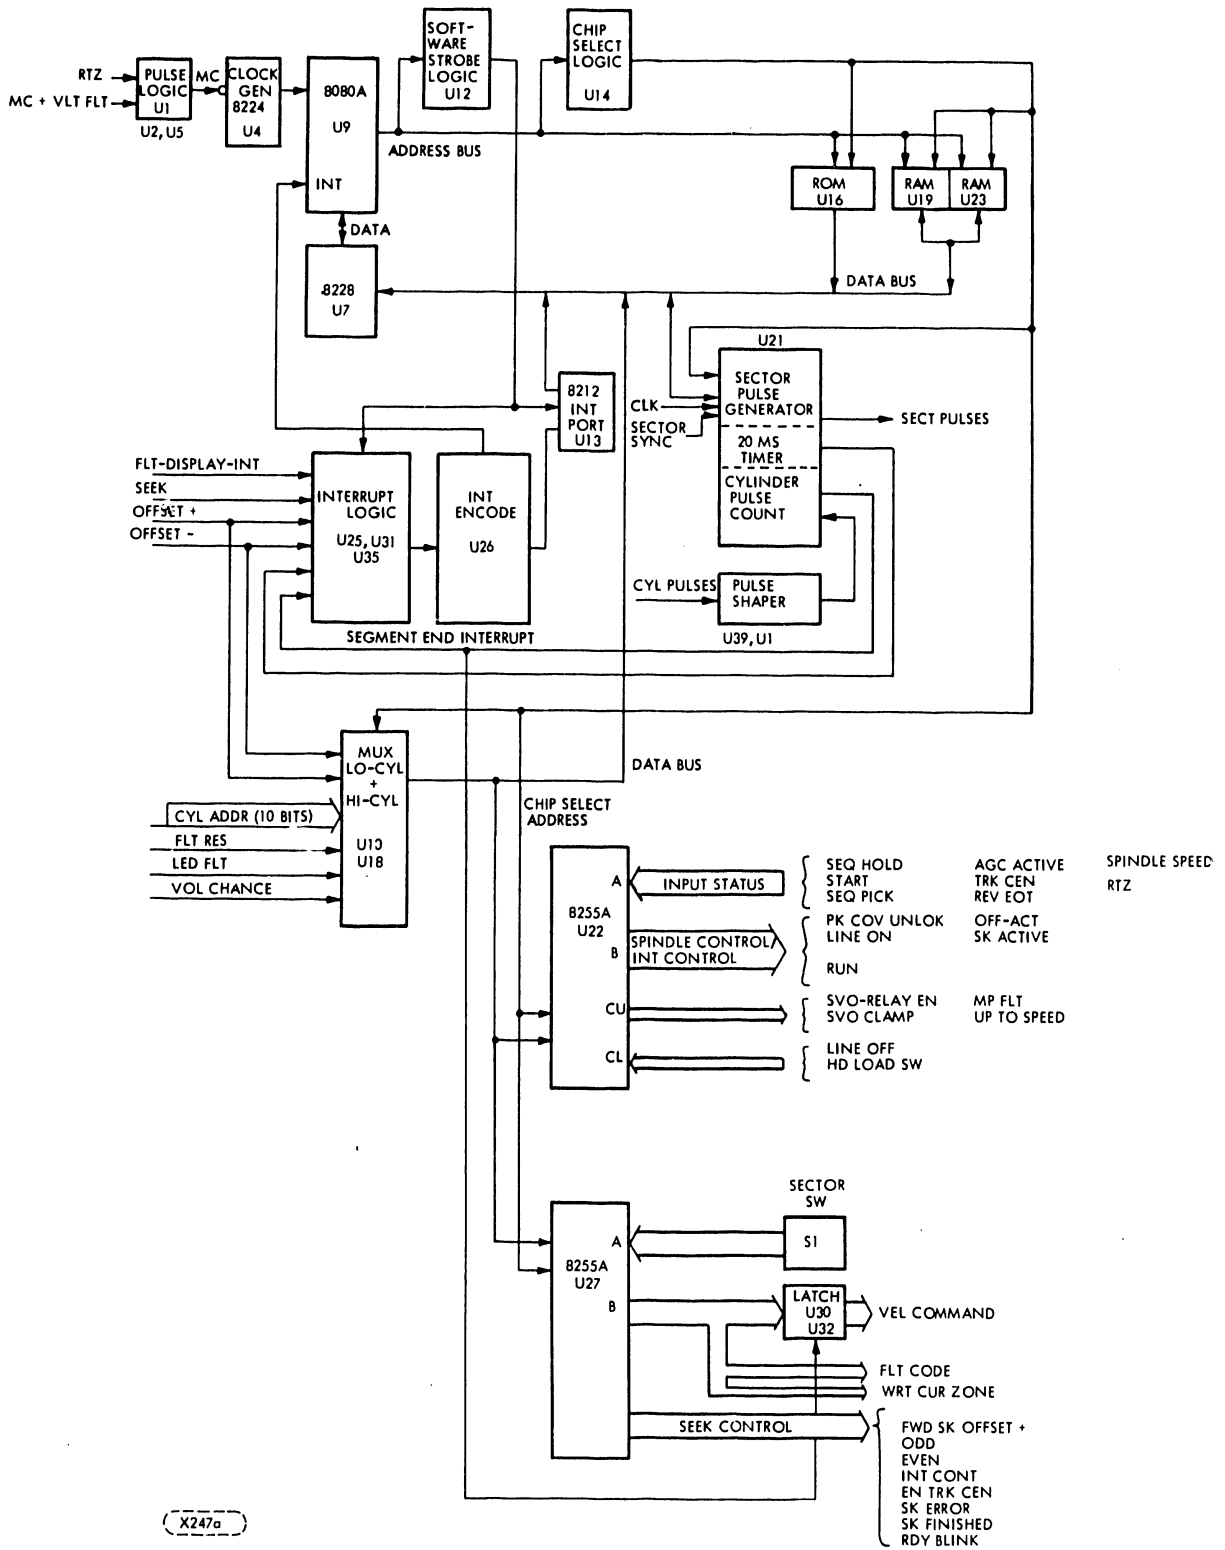 RTZ
MC + VLT FLT
PULSE
LOGIC
U1
U2, U5
MC
CLOCK
GEN
8224
U4
8080A
U9
INT
SOFT-
WARE
STROBE
LOGIC
U12
CHIP
SELECT
LOGIC
U14
ADDRESS BUS
ROM
U16
RAM
U19
RAM
U23
DATA
8228
U7
DATA BUS
8212
INT
PORT
U13
CLK
SECTOR
SYNC
U21
SECTOR
PULSE
GENERATOR
20 MS
TIMER
CYLINDER
PULSE
COUNT
SECT PULSES
FLT-DISPLAY-INT
SEEK
OFFSET +
OFFSET -
INTERRUPT
LOGIC
U25, U31
U35
INT
ENCODE
U26
CYL PULSES
PULSE
SHAPER
U39, U1
SEGMENT END INTERRUPT
MUX
LO-CYL
+
HI-CYL
U10
U18
CYL ADDR (10 BITS)
FLT RES
LED FLT
VOL CHANCE
DATA BUS
CHIP SELECT
ADDRESS
8255A
U22
A
B
CU
CL
INPUT STATUS
SPINDLE CONTROL
INT CONTROL
SEQ HOLD AGC ACTIVE SPINDLE SPEED
START TRK CEN RTZ
SEQ PICK REV EOT
PK COV UNLOK OFF-ACT
LINE ON SK ACTIVE
RUN
SVO-RELAY EN MP FLT
SVO CLAMP UP TO SPEED
LINE OFF
HD LOAD SW
SECTOR
SW
S1
8255A
U27
A
B
LATCH
U30
U32
VEL COMMAND
FLT CODE
WRT CUR ZONE
SEEK CONTROL
FWD SK OFFSET +
ODD
EVEN
INT CONT
EN TRK CEN
SK ERROR
SK FINISHED
RDY BLINK
X247a